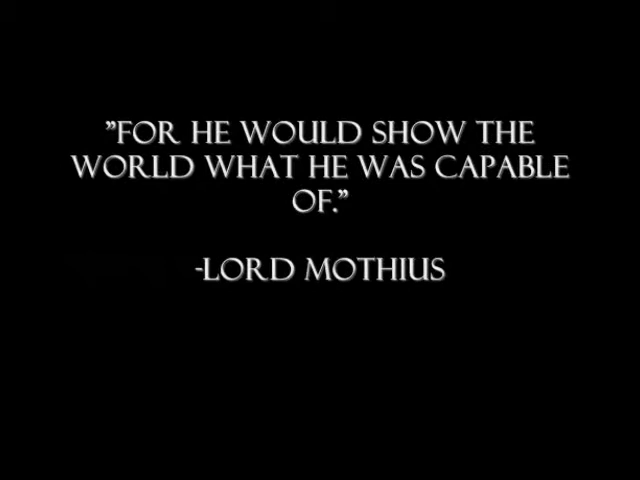 ”FOR HE WOULD SHOW THE
WORLD WHAT HE WAS CAPABLE
OF.”
-LORD MOTHIUS